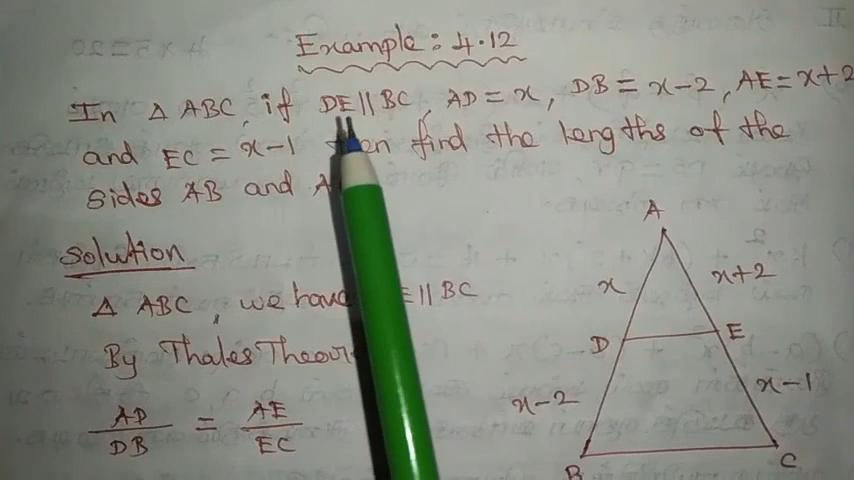 Example: 4.12
In Δ ABC, if DE || BC, AD = x, DB = x-2, AE = x+2
and EC = x-1 find the lengths of the
sides AB and
Solution
Δ ABC, we have || BC
By Thales
AD/DB = AE/EC
A
x
x+2
D
E
x-2
x-1
B
C